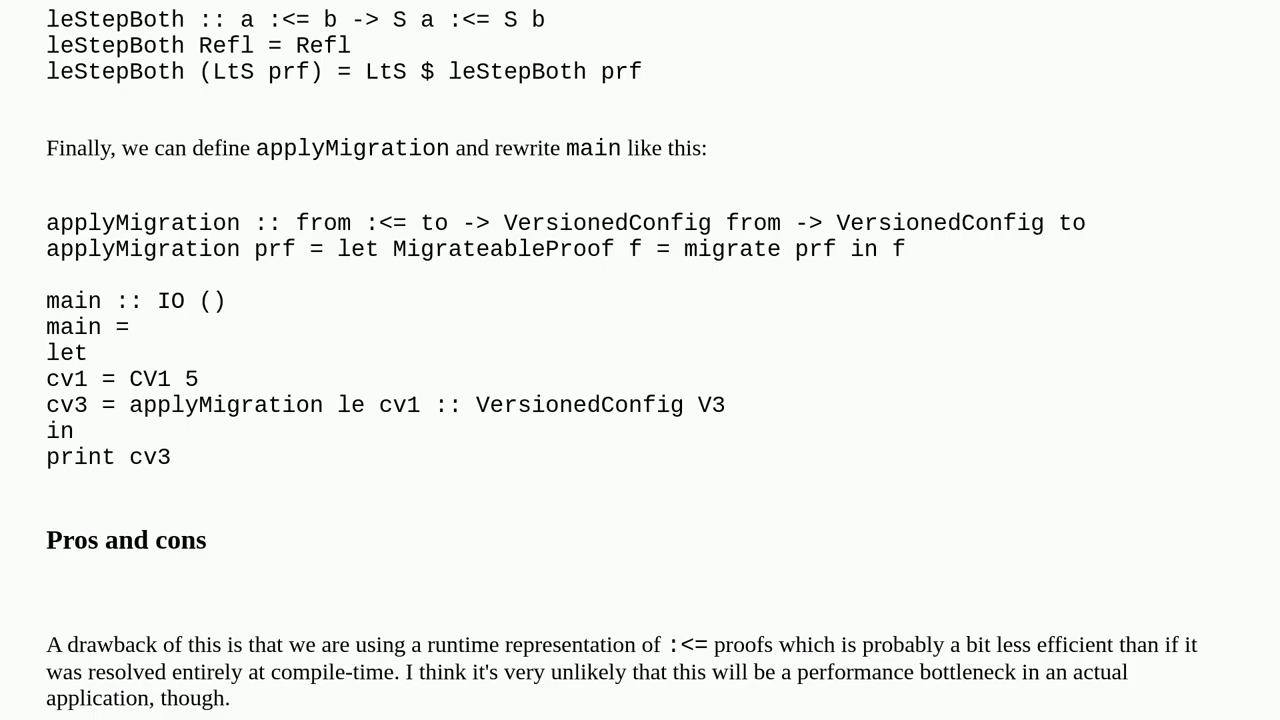 leStepBoth :: a :<= b -> S a :<= S b
leStepBoth Refl = Refl
leStepBoth (LtS prf) = LtS $ leStepBoth prf
Finally, we can define applyMigration and rewrite main like this:
applyMigration :: from :<= to -> VersionedConfig from -> VersionedConfig to
applyMigration prf = let MigrateableProof f = migrate prf in f
main :: IO ()
main =
let
cv1 = CV1 5
cv3 = applyMigration le cv1 :: VersionedConfig V3
in
print cv3
Pros and cons
A drawback of this is that we are using a runtime representation of :<= proofs which is probably a bit less efficient than if it
was resolved entirely at compile-time. I think it's very unlikely that this will be a performance bottleneck in an actual
application, though.